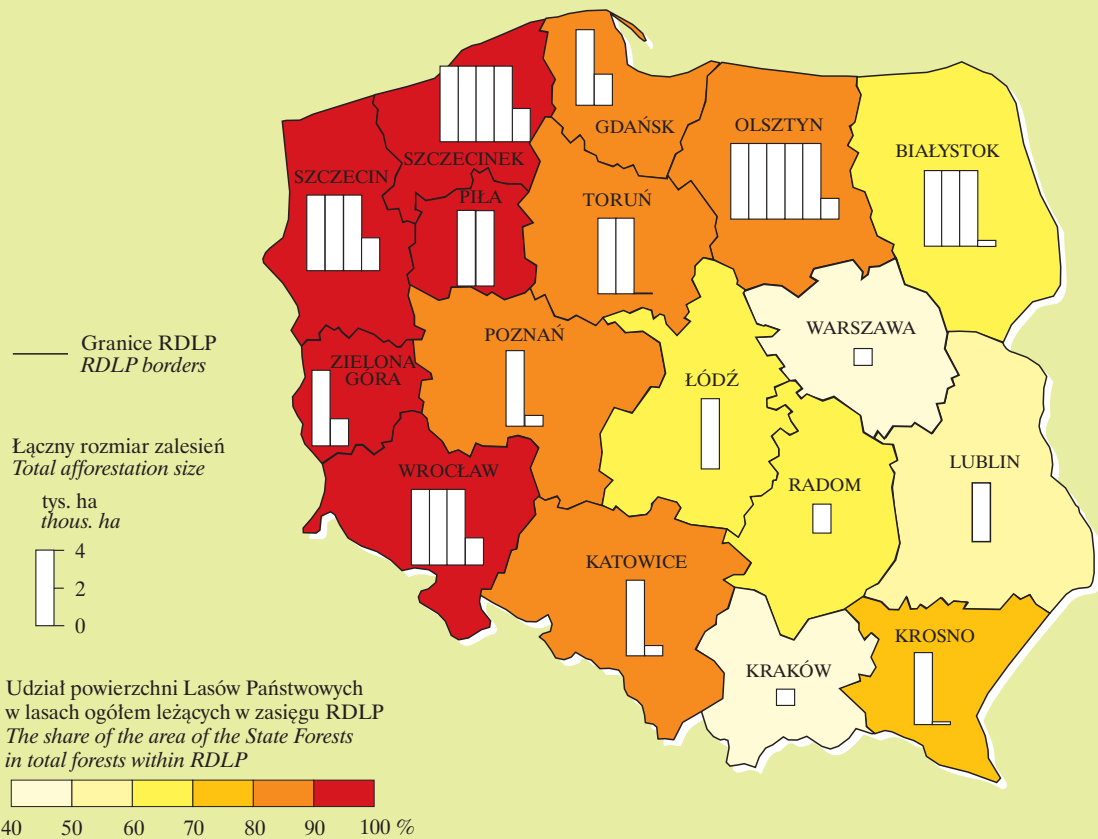 GDAŃSK
OLSZTYN
BIAŁYSTOK
SZCZECINEK
SZCZECIN
PIŁA
TORUŃ
WARSZAWA
POZNAŃ
ZIELONA
GÓRA
ŁÓDŹ
WROCŁAW
RADOM
LUBLIN
KATOWICE
KROSNO
KRAKÓW
Granice RDLP
RDLP borders
Łączny rozmiar zalesień
Total afforestation size
tys. ha
thous. ha
4
2
0
Udział powierzchni Lasów Państwowych
w lasach ogółem leżących w zasięgu RDLP
The share of the area of the State Forests
in total forests within RDLP
40 50 60 70 80 90 100 %